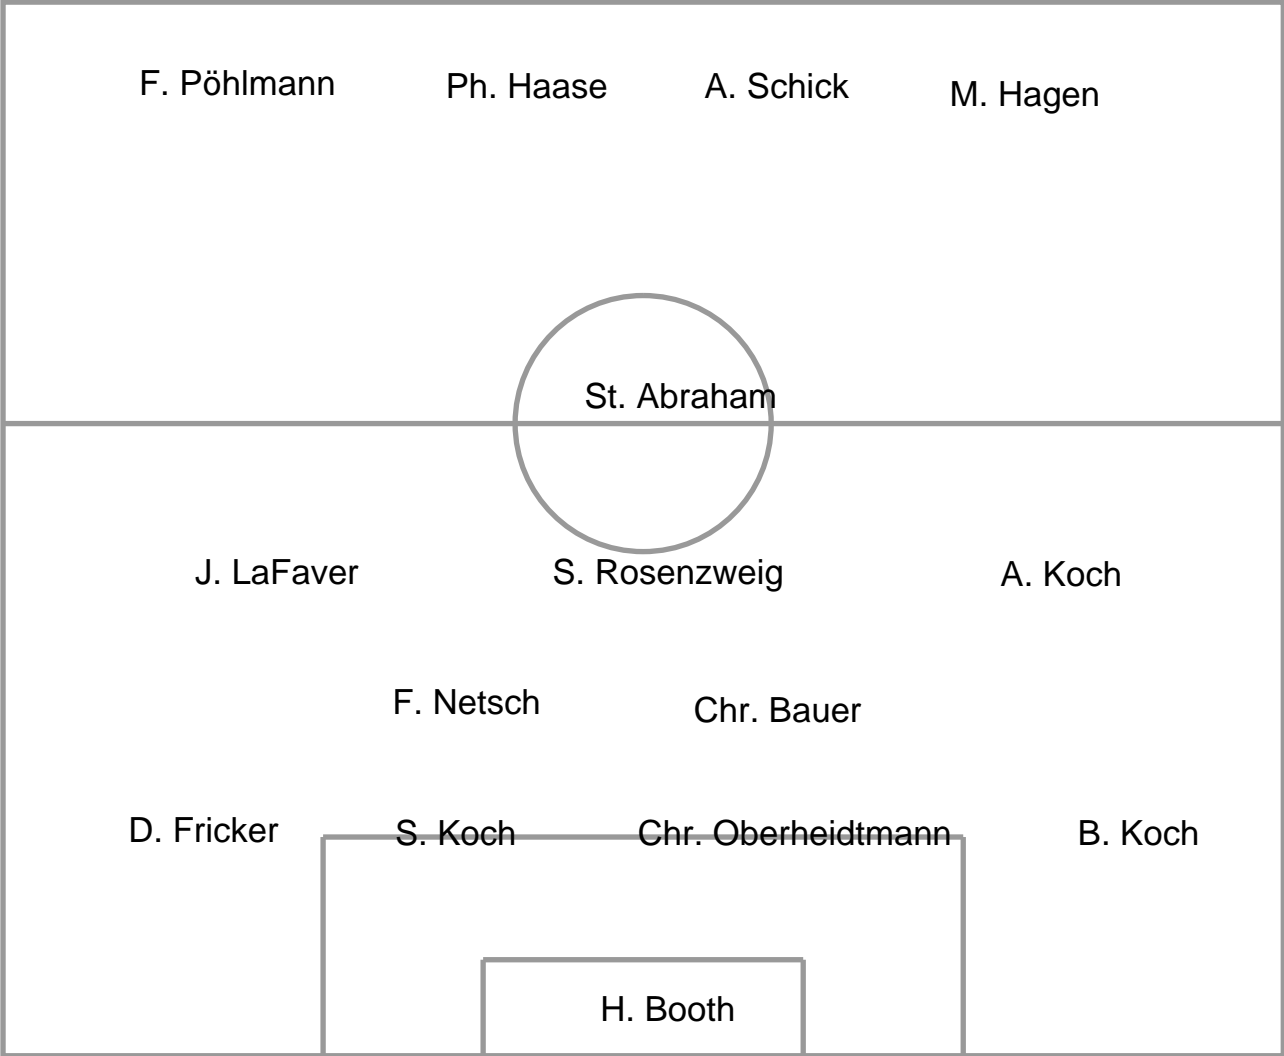 F. Pöhlmann
Ph. Haase
A. Schick
M. Hagen
St. Abraham
J. LaFaver
S. Rosenzweig
A. Koch
F. Netsch
Chr. Bauer
D. Fricker
S. Koch
Chr. Oberheidtmann
B. Koch
H. Booth